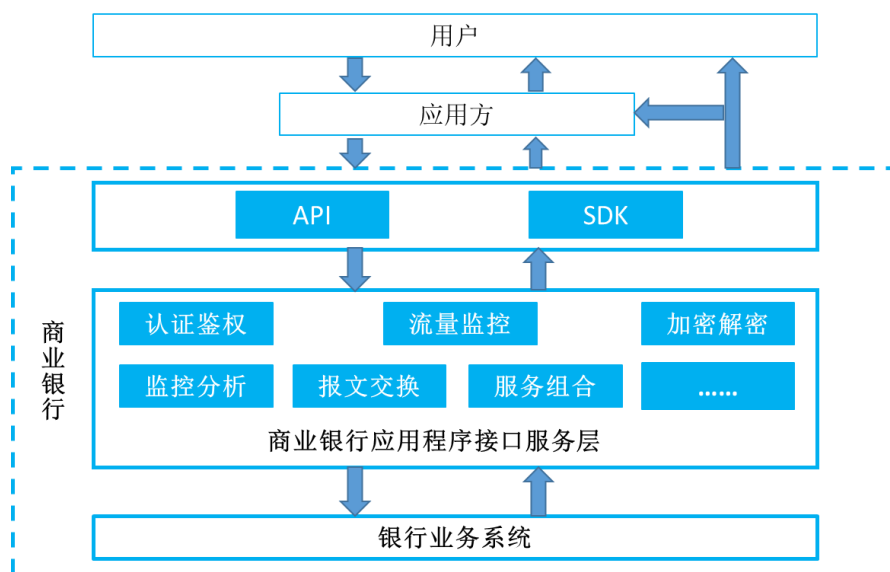 用户
应用方
API
SDK
商业银行
认证鉴权
流量监控
加密解密
监控分析
报文交换
服务组合
……
商业银行应用程序接口服务层
银行业务系统